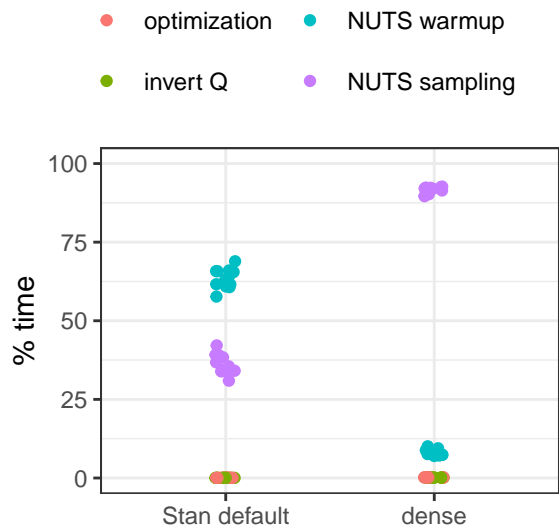 optimization NUTS warmup
invert Q NUTS sampling
100
75
50
25
0
% time
Stan default dense